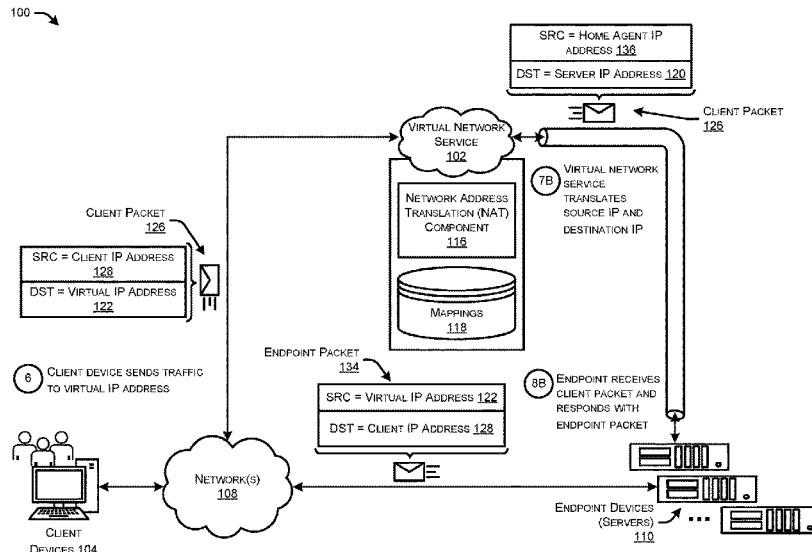 100
SRC = HOME AGENT IP
ADDRESS 136
DST = SERVER IP ADDRESS 120
CLIENT PACKET
126
VIRTUAL NETWORK
SERVICE
102
7B
VIRTUAL NETWORK
SERVICE
TRANSLATES
SOURCE IP AND
DESTINATION IP
NETWORK ADDRESS
TRANSLATION (NAT)
COMPONENT
116
MAPPINGS
118
CLIENT PACKET
126
SRC = CLIENT IP ADDRESS
128
DST = VIRTUAL IP ADDRESS
122
6
CLIENT DEVICE SENDS TRAFFIC
TO VIRTUAL IP ADDRESS
ENDPOINT PACKET
134
SRC = VIRTUAL IP ADDRESS 122
DST = CLIENT IP ADDRESS 128
8B
ENDPOINT RECEIVES
CLIENT PACKET AND
RESPONDS WITH
ENDPOINT PACKET
NETWORK(S)
108
CLIENT
DEVICES 104
ENDPOINT DEVICES
(SERVERS)
110
...